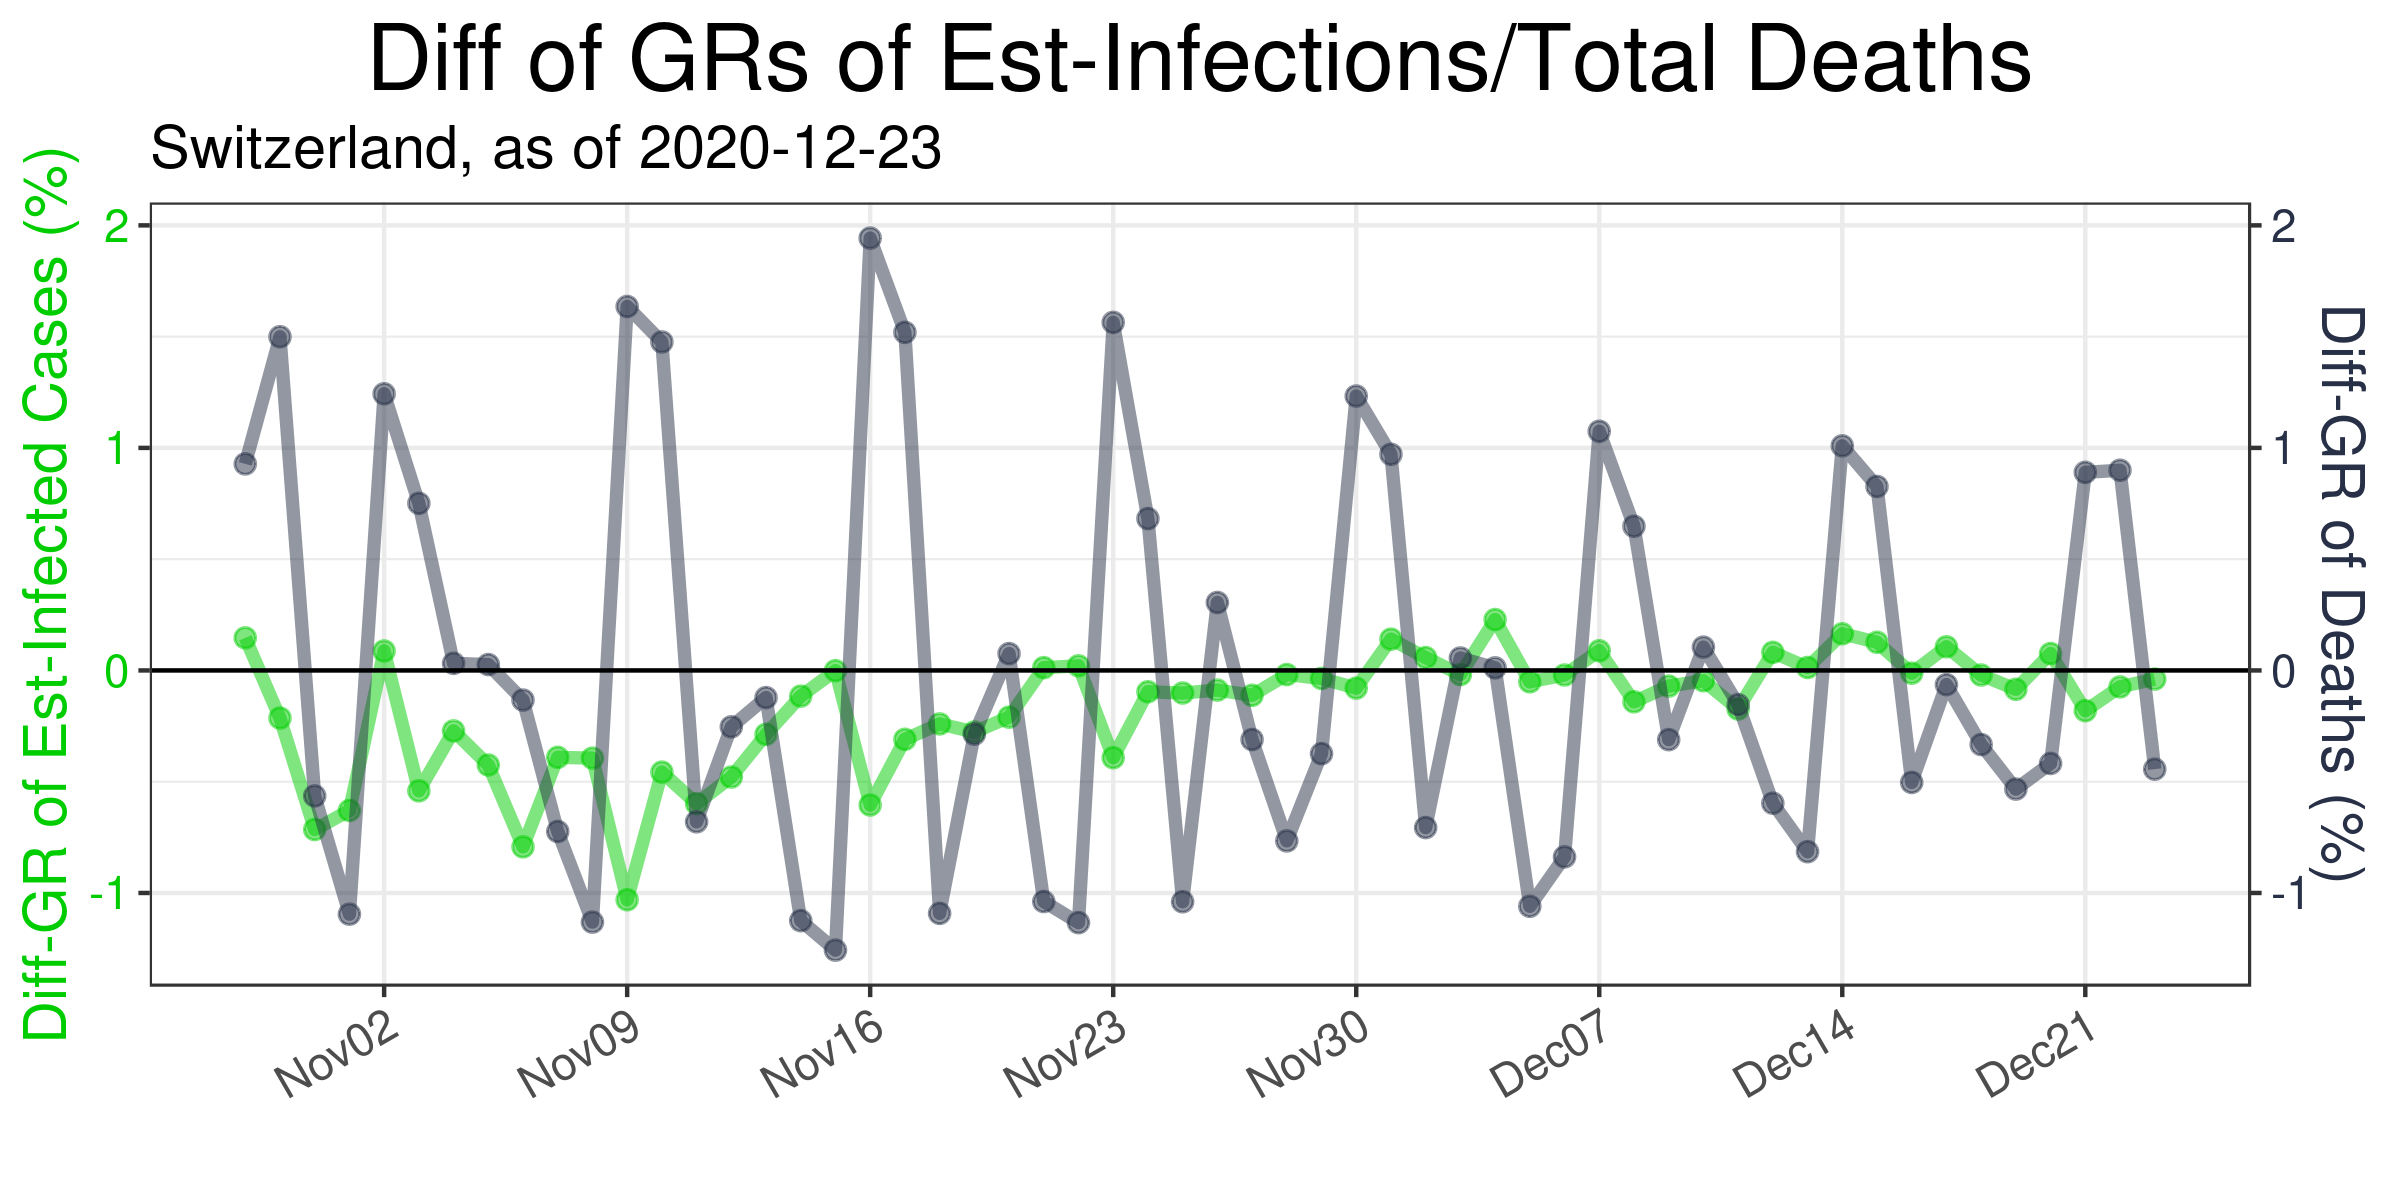 Diff of GRs of Est-Infections/Total Deaths
Switzerland, as of 2020-12-23
Diff-GR of Est-Infected Cases (%)
2
1
0
-1
2
1
0
-1
Diff-GR of Deaths (%)
Nov02
Nov09
Nov16
Nov23
Nov30
Dec07
Dec14
Dec21